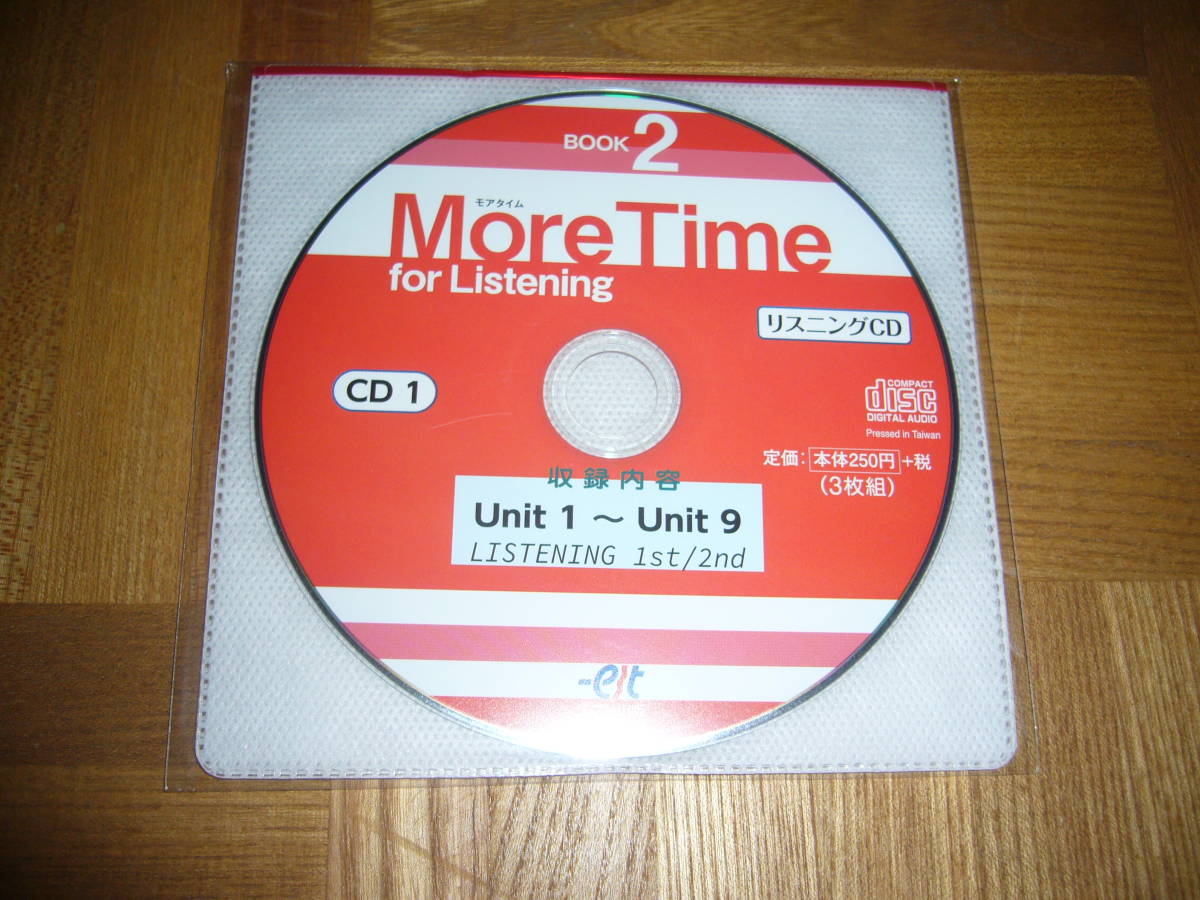 BOOK 2
モアタイム
More Time
for Listening
リスニングCD
CD 1
COMPACT
disc
DIGITAL AUDIO
Pressed in Taiwan
定価: 本体250円 +税
(3枚組)
収録内容
Unit 1 ～ Unit 9
LISTENING 1st/2nd